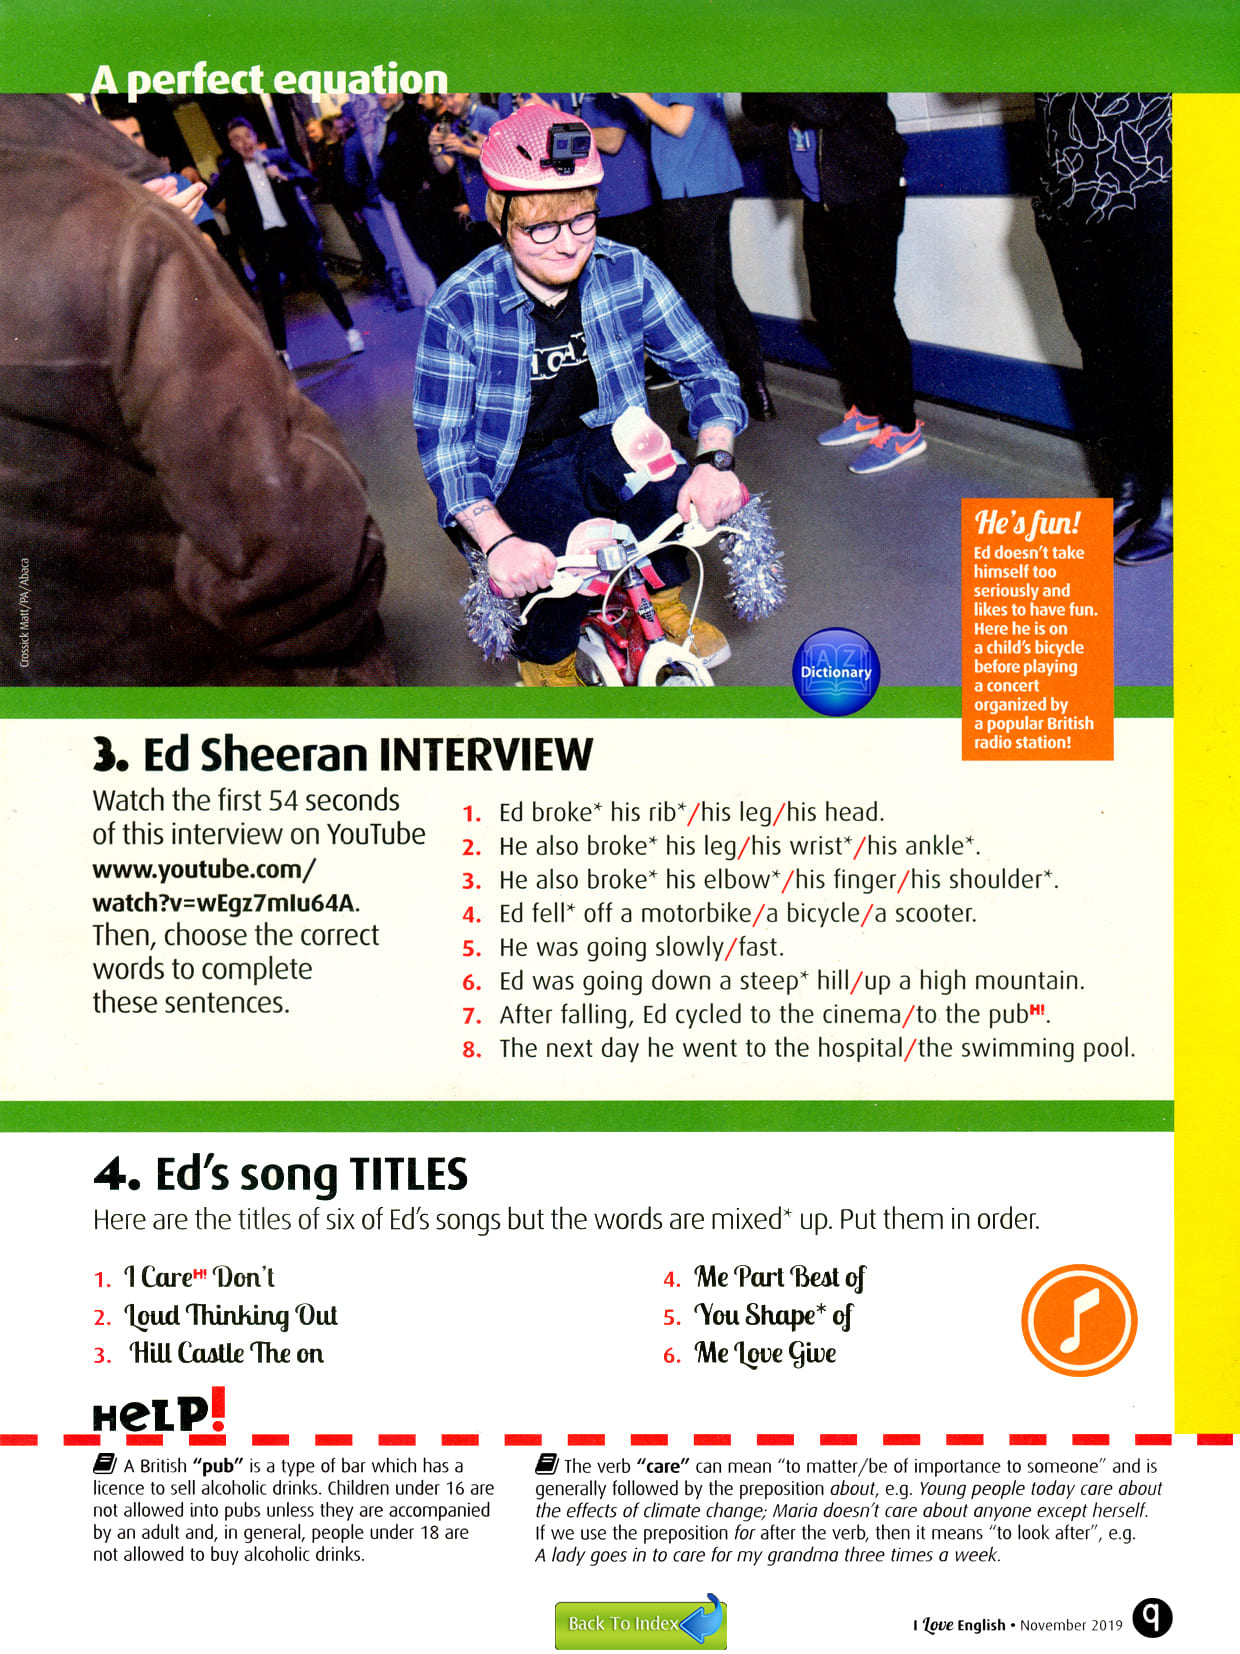 A perfect equation
Crossick Matt/PA/Abaca
HOAX
He's fun!
Ed doesn't take
himself too
seriously and
likes to have fun.
Here he is on
a child's bicycle
before playing
a concert
organized by
a popular British
radio station!
A Z
Dictionary
3. Ed Sheeran INTERVIEW
Watch the first 54 seconds
of this interview on YouTube
www.youtube.com/
watch?v=wEgz7mIu64A.
Then, choose the correct
words to complete
these sentences.
1. Ed broke* his rib*/his leg/his head.
2. He also broke* his leg/his wrist*/his ankle*.
3. He also broke* his elbow*/his finger/his shoulder*.
4. Ed fell* off a motorbike/a bicycle/a scooter.
5. He was going slowly/fast.
6. Ed was going down a steep* hill/up a high mountain.
7. After falling, Ed cycled to the cinema/to the pubH!.
8. The next day he went to the hospital/the swimming pool.
4. Ed's song TITLES
Here are the titles of six of Ed's songs but the words are mixed* up. Put them in order.
1. I CareH! Don't
2. Loud Thinking Out
3. Hill Castle The on
4. Me Part Best of
5. You Shape* of
6. Me Love Give
HeLP!
A British "pub" is a type of bar which has a
licence to sell alcoholic drinks. Children under 16 are
not allowed into pubs unless they are accompanied
by an adult and, in general, people under 18 are
not allowed to buy alcoholic drinks.
The verb "care" can mean "to matter/be of importance to someone" and is
generally followed by the preposition about, e.g. Young people today care about
the effects of climate change; Maria doesn't care about anyone except herself.
If we use the preposition for after the verb, then it means "to look after", e.g.
A lady goes in to care for my grandma three times a week.
Back To Index
I Love English • November 2019 9